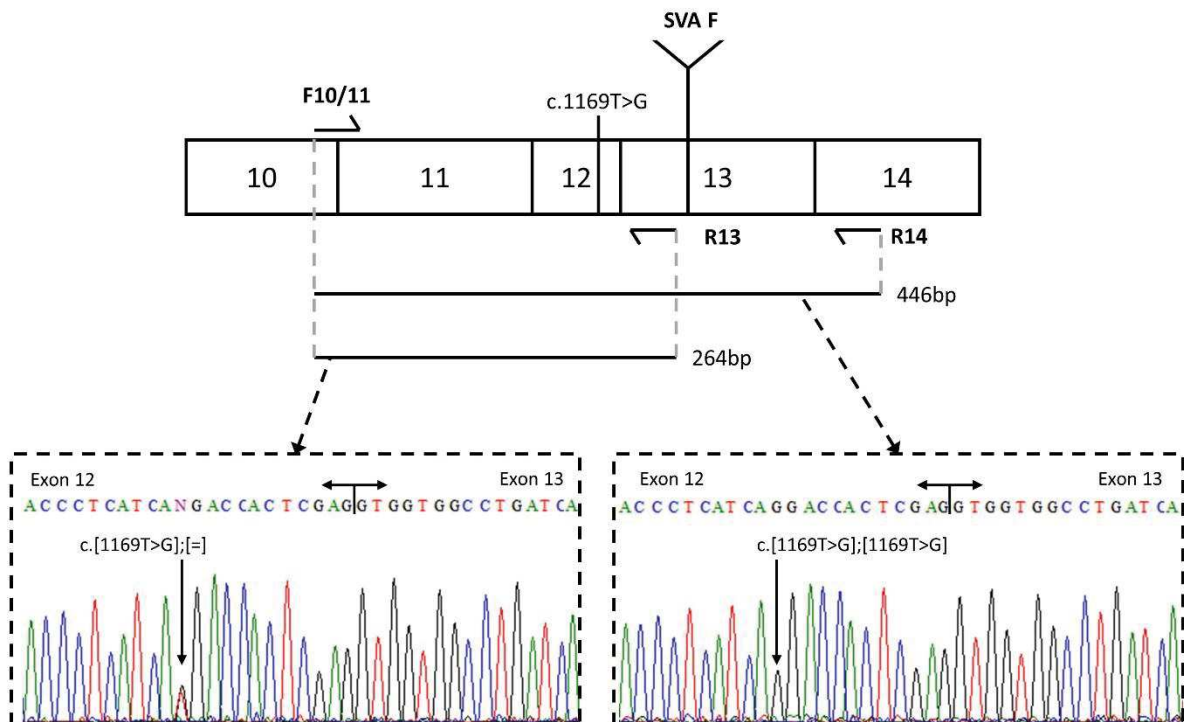 SVA F
F10/11
c.1169T>G
10 11 12 13 14
R13 R14
446bp
264bp
Exon 12 Exon 13
ACCCTCATCANGACCACTCGAGGTGGTGGCCTGATCA
c.[1169T>G];[=]
Exon 12 Exon 13
ACCCTCATCAGGACCACTCGAGGTGGTGGCCTGATCA
c.[1169T>G];[1169T>G]